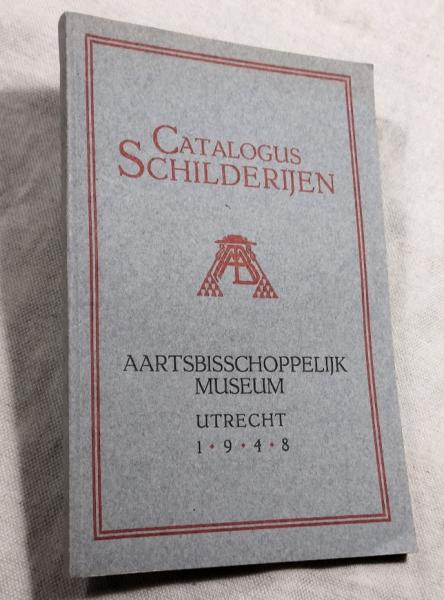 CATALOGUS
SCHILDERIJEN
AARTSBISSCHOPPELIJK
MUSEUM
UTRECHT
1 • 9 • 4 • 8